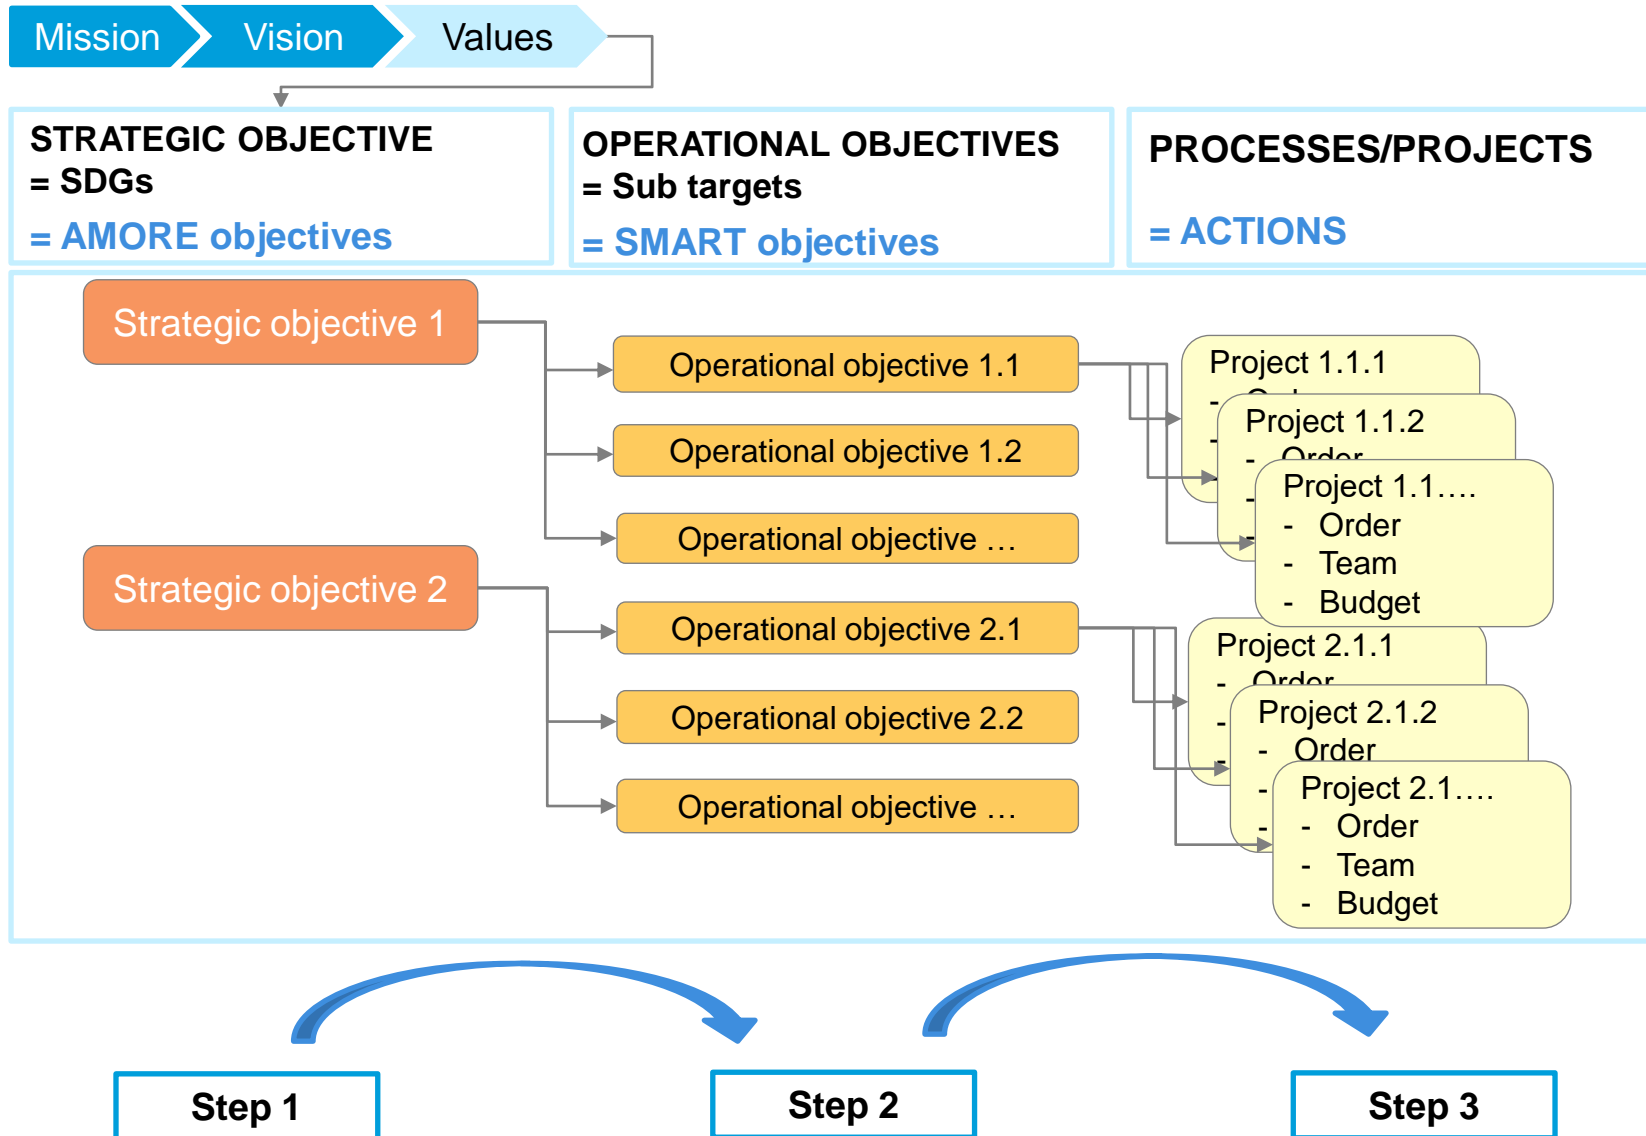 Mission
Vision
Values
STRATEGIC OBJECTIVE
= SDGs
= AMORE objectives
OPERATIONAL OBJECTIVES
= Sub targets
= SMART objectives
PROCESSES/PROJECTS
= ACTIONS
Strategic objective 1
Operational objective 1.1
Operational objective 1.2
Operational objective …
Project 1.1.1
-
-
-
Project 1.1.2
- Order
-
-
Project 1.1….
- Order
- Team
- Budget
Strategic objective 2
Operational objective 2.1
Operational objective 2.2
Operational objective …
Project 2.1.1
- Order
-
-
Project 2.1.2
- Order
-
-
Project 2.1….
- Order
- Team
- Budget
Step 1
Step 2
Step 3